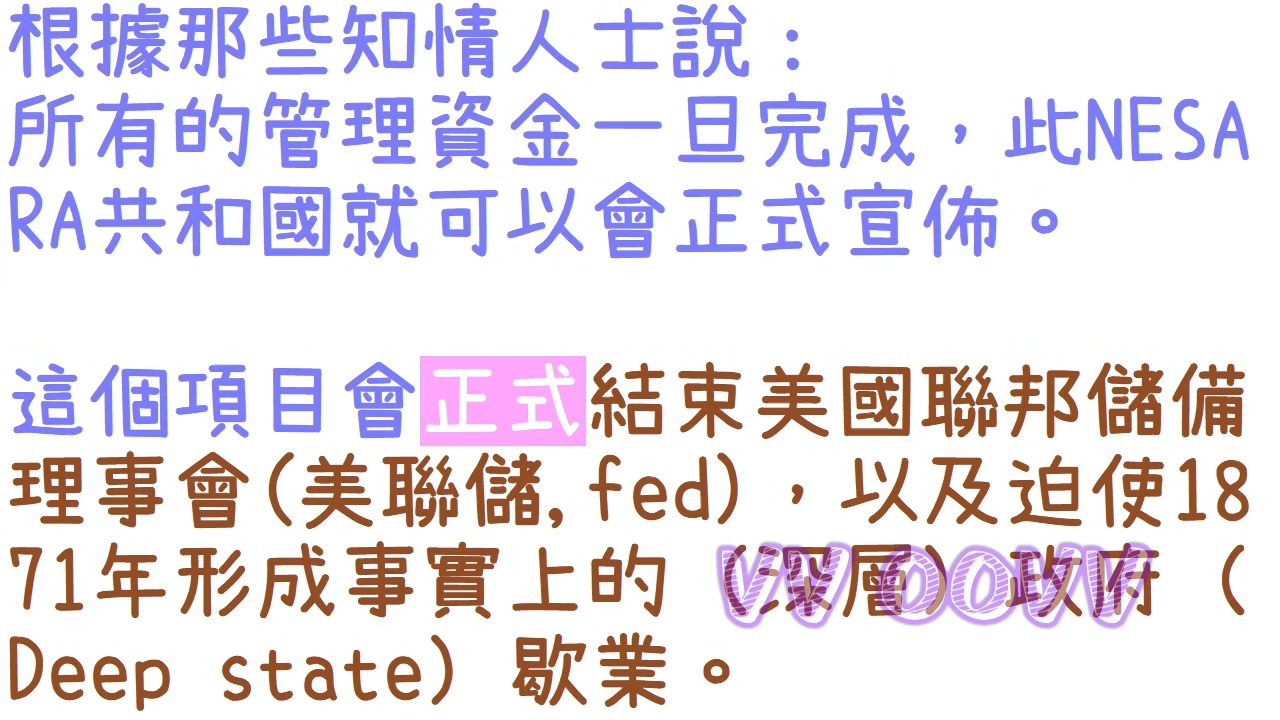 根據那些知情人士說：
所有的管理資金一旦完成，此NESA
RA共和國就可以會正式宣佈。
這個項目會正式結束美國聯邦儲備
理事會(美聯儲,fed)，以及迫使18
71年形成事實上的（深層）政府（
Deep state）歇業。
VV OOVV